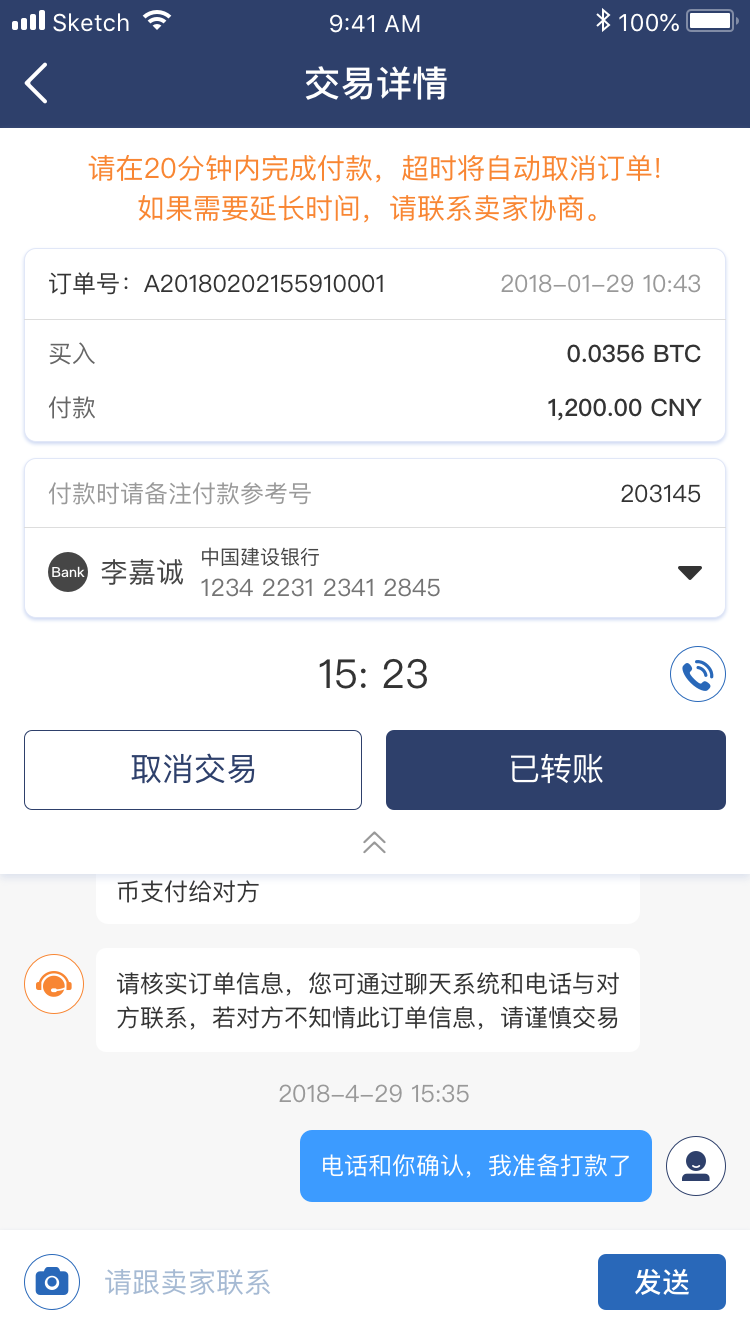 Sketch 9:41 AM 100%
交易详情
请在20分钟内完成付款，超时将自动取消订单!
如果需要延长时间，请联系卖家协商。
订单号：A20180202155910001 2018-01-29 10:43
买入 0.0356 BTC
付款 1,200.00 CNY
付款时请备注付款参考号 203145
Bank 李嘉诚 中国建设银行
1234 2231 2341 2845
15: 23
取消交易 已转账
币支付给对方
请核实订单信息，您可通过聊天系统和电话与对
方联系，若对方不知情此订单信息，请谨慎交易
2018-4-29 15:35
电话和你确认，我准备打款了
请跟卖家联系 发送